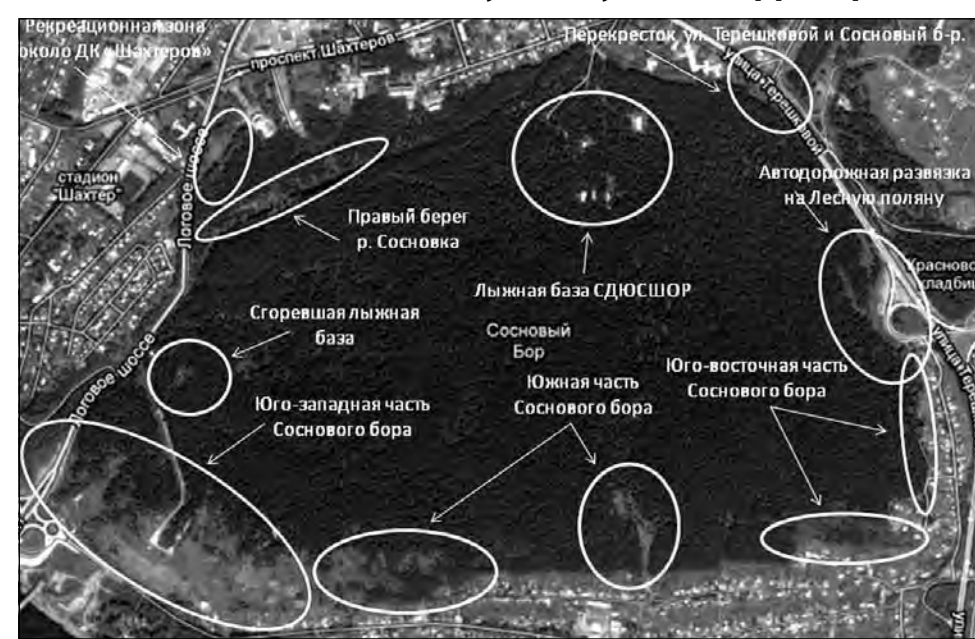 Рекреационная зона
около ДК «Шахтеров»
проспект Шахтеров
Перекресток ул. Терешковой и Сосновый б-р.
улица Терешковой
стадион
"Шахтер"
Логовое шоссе
Правый берег
р. Сосновка
Автодорожная развязка
на Лесную поляну
Лыжная база СДЮСШОР
Сгоревшая лыжная
база
Сосновый
Бор
Логовое шоссе
Юго-западная часть
Соснового бора
Южная часть
Соснового бора
Юго-восточная часть
Соснового бора